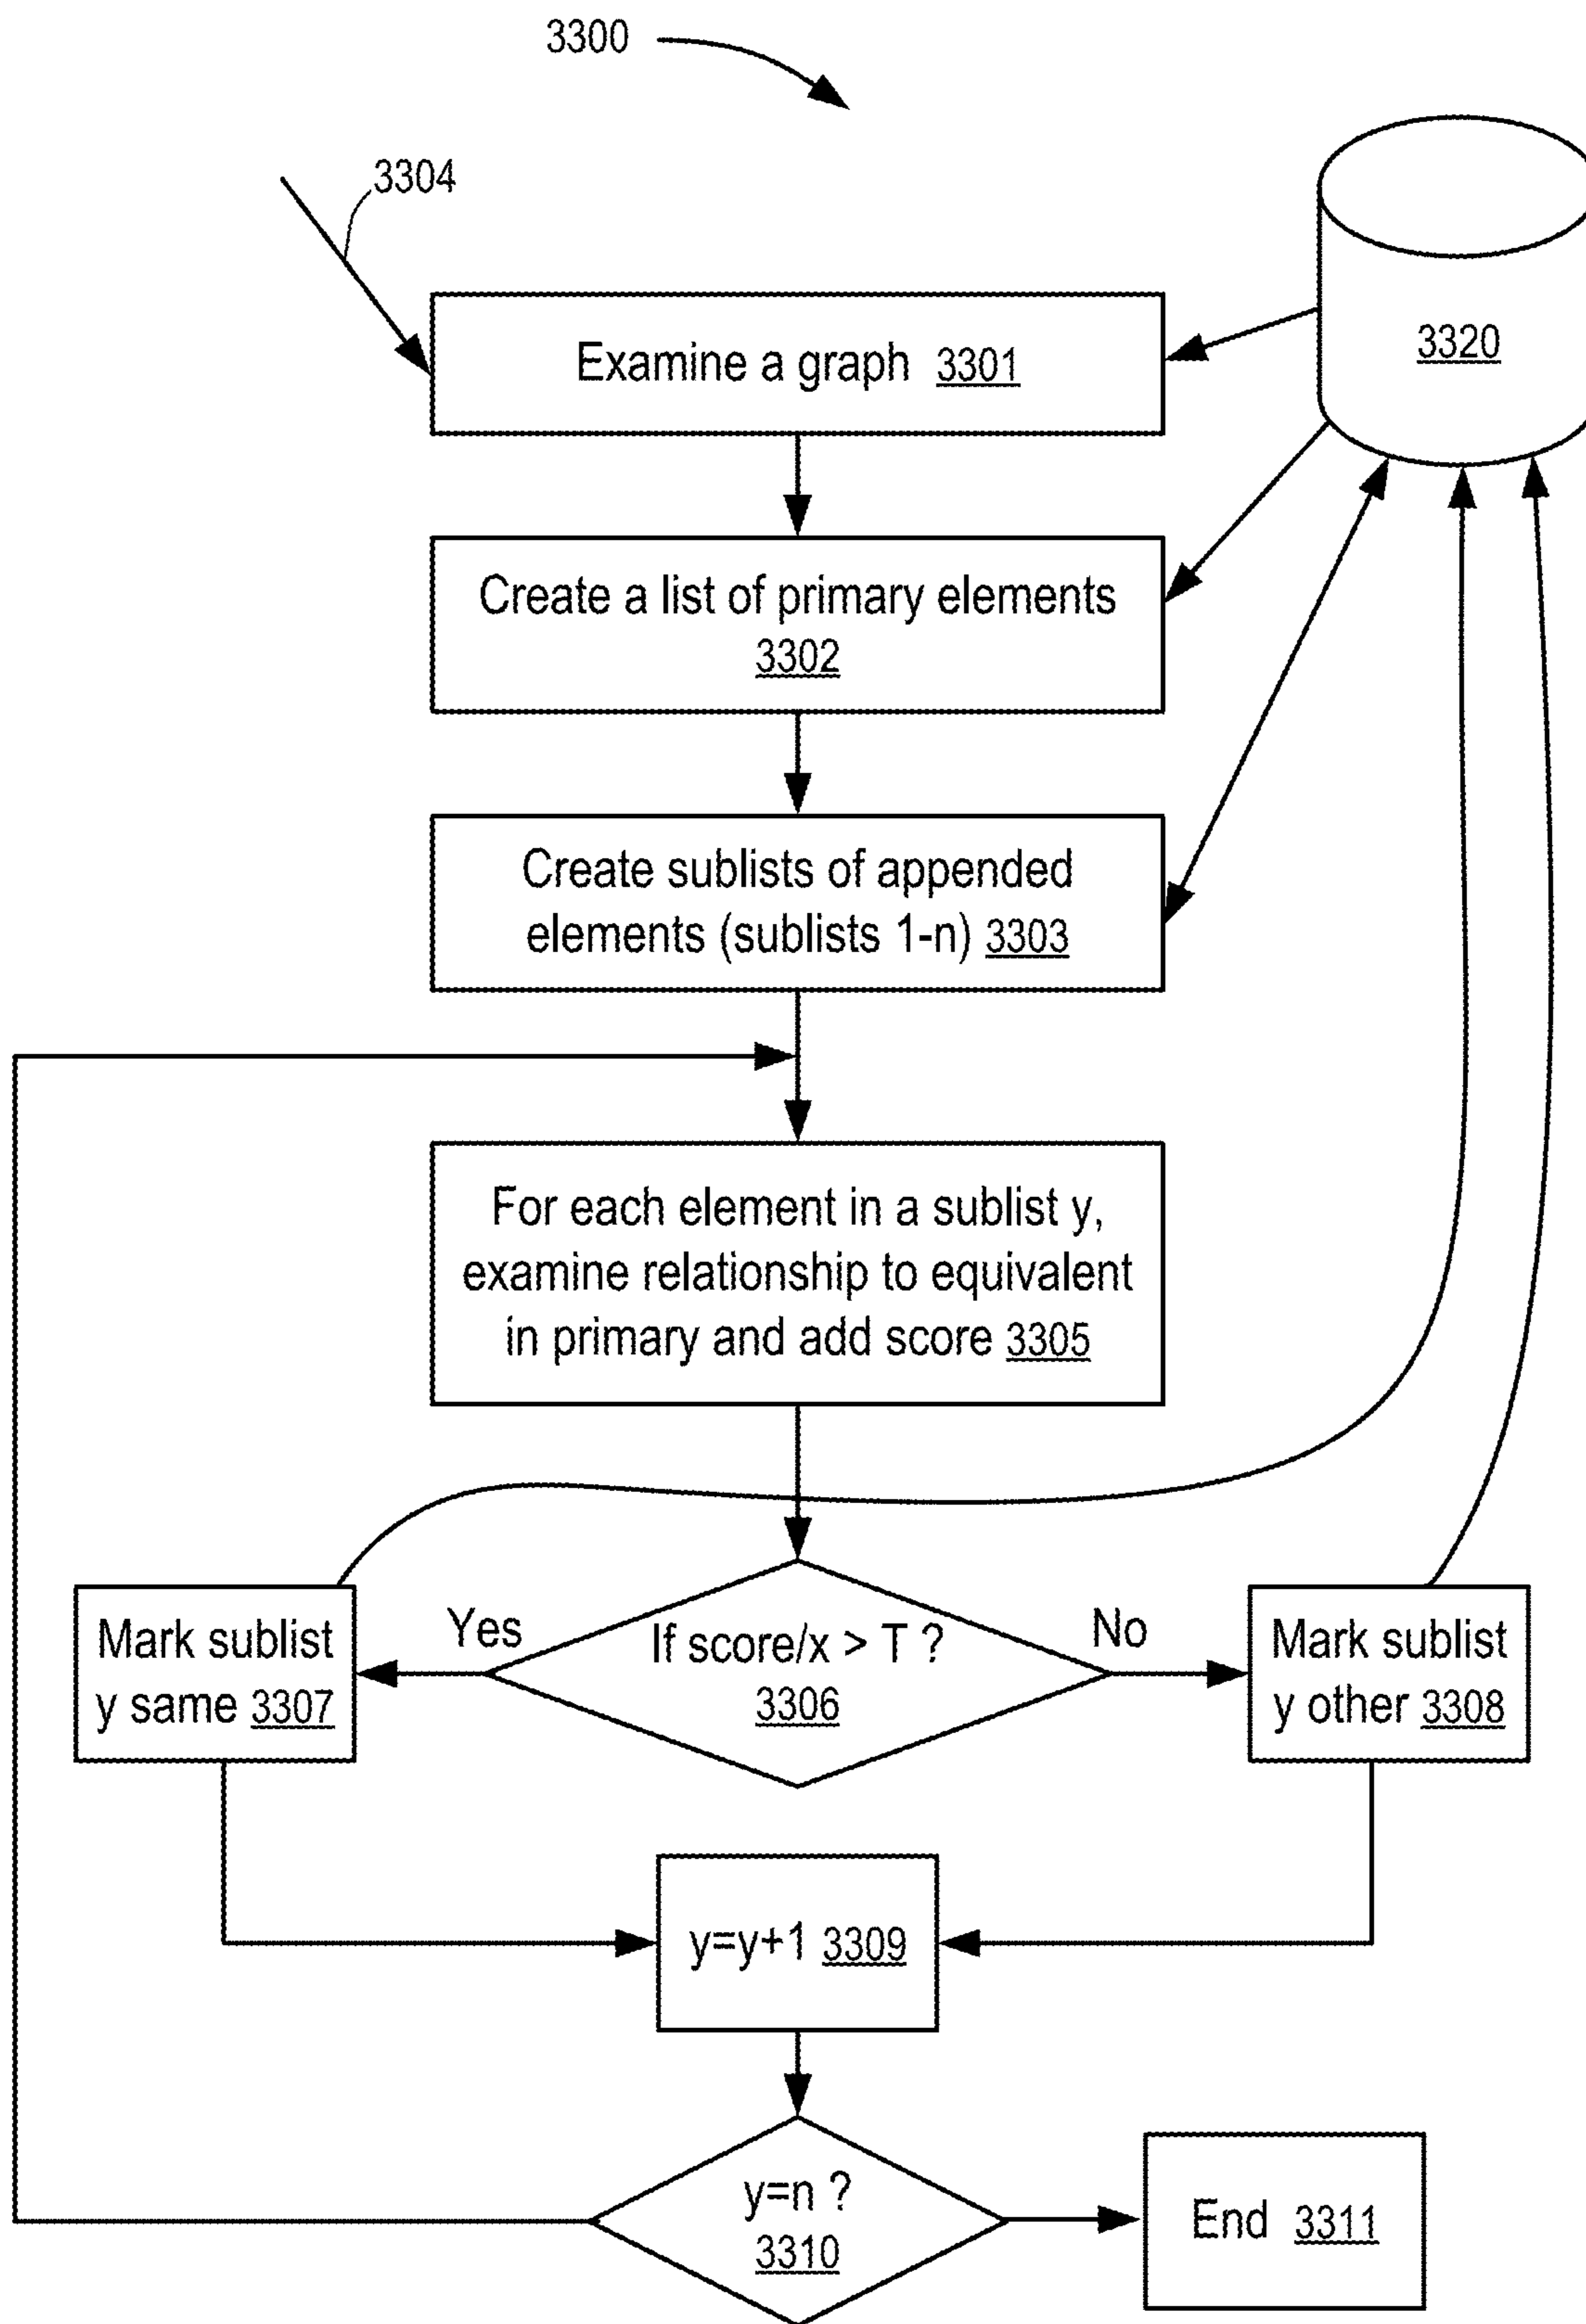 3300
3304
3320
Examine a graph 3301
Create a list of primary elements
3302
Create sublists of appended
elements (sublists 1-n) 3303
For each element in a sublist y,
examine relationship to equivalent
in primary and add score 3305
Mark sublist
y same 3307
Yes
If score/x > T ?
3306
No
Mark sublist
y other 3308
y=y+1 3309
y=n ?
3310
End 3311